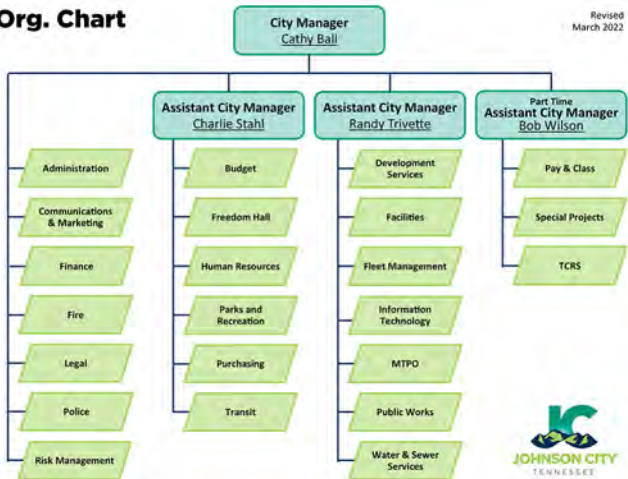 Org. Chart
Revised
March 2022
City Manager
Cathy Ball
Assistant City Manager
Charlie Stahl
Assistant City Manager
Randy Trivette
Part Time
Assistant City Manager
Bob Wilson
Administration
Communications
& Marketing
Finance
Fire
Legal
Police
Risk Management
Budget
Freedom Hall
Human Resources
Parks and
Recreation
Purchasing
Transit
Development
Services
Facilities
Fleet Management
Information
Technology
MTPO
Public Works
Water & Sewer
Services
Pay & Class
Special Projects
TCRS
JC
JOHNSON CITY
TENNESSEE